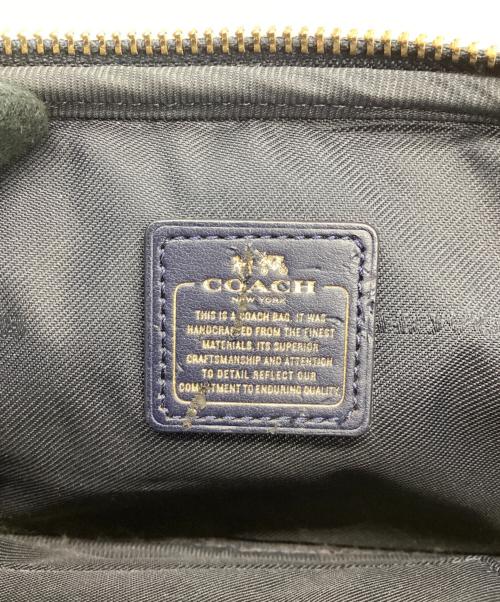 COACH
NEW YORK
THIS IS A COACH BAG. IT WAS
HANDCRAFTED FROM THE FINEST
MATERIALS. ITS SUPERIOR
CRAFTSMANSHIP AND ATTENTION
TO DETAIL REFLECT OUR
COMMITMENT TO ENDURING QUALITY.